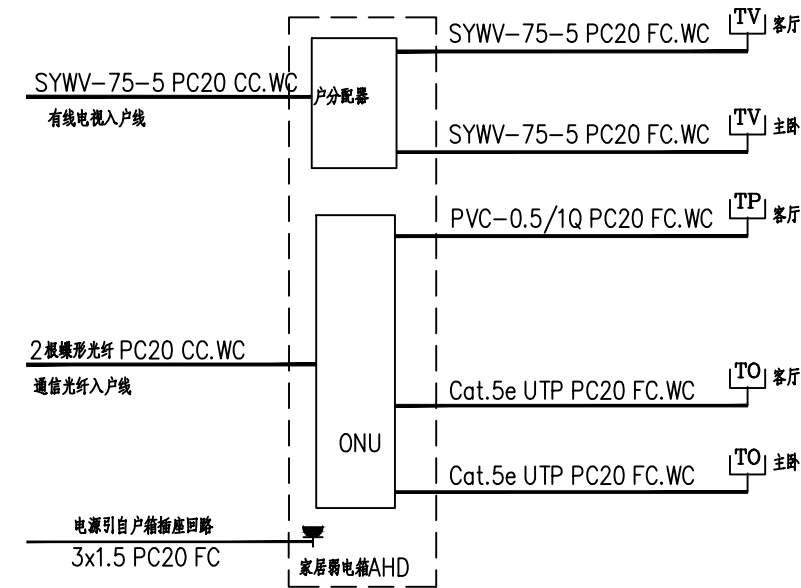 SYWV-75-5 PC20 FC.WC
TV
客厅
SYWV-75-5 PC20 CC.WC
户分配器
有线电视入户线
SYWV-75-5 PC20 FC.WC
TV
主卧
PVC-0.5/1Q PC20 FC.WC
TP
客厅
2根蝶形光纤 PC20 CC.WC
通信光纤入户线
Cat.5e UTP PC20 FC.WC
TO
客厅
ONU
Cat.5e UTP PC20 FC.WC
TO
主卧
电源引自户箱插座回路
3x1.5 PC20 FC
家居弱电箱AHD